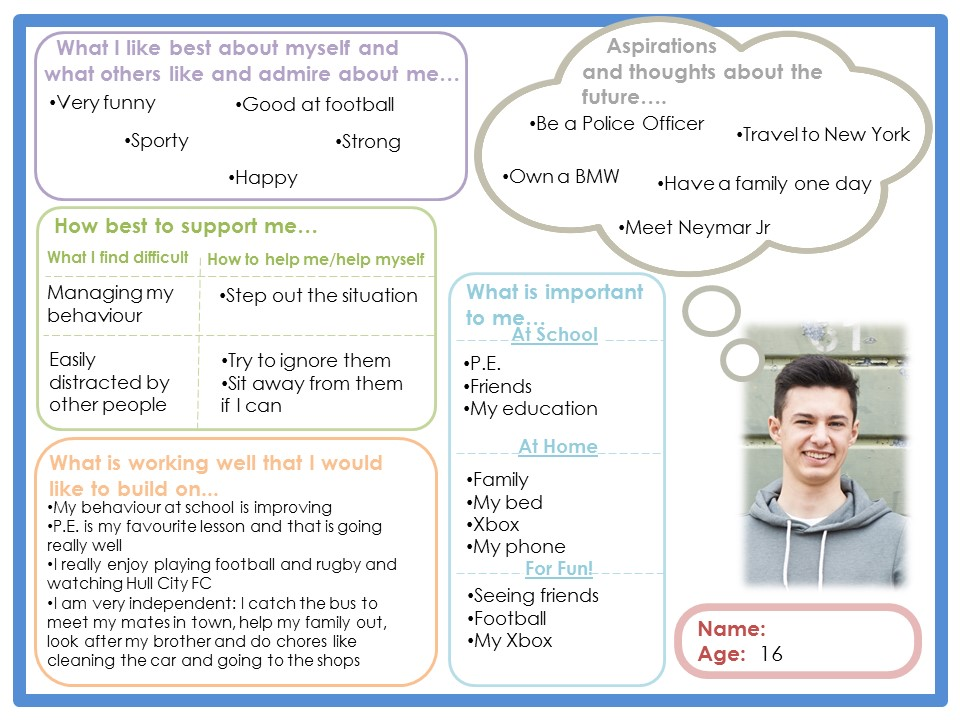 What I like best about myself and
what others like and admire about me…
•Very funny
•Good at football
•Sporty
•Strong
•Happy
Aspirations
and thoughts about the
future….
•Be a Police Officer
•Travel to New York
•Own a BMW
•Have a family one day
•Meet Neymar Jr
How best to support me…
What I find difficult
How to help me/help myself
Managing my
behaviour
•Step out the situation
Easily
distracted by
other people
•Try to ignore them
•Sit away from them
if I can
What is important
to me…
At School
•P.E.
•Friends
•My education
At Home
•Family
•My bed
•Xbox
•My phone
For Fun!
•Seeing friends
•Football
•My Xbox
What is working well that I would
like to build on...
•My behaviour at school is improving
•P.E. is my favourite lesson and that is going
really well
•I really enjoy playing football and rugby and
watching Hull City FC
•I am very independent: I catch the bus to
meet my mates in town, help my family out,
look after my brother and do chores like
cleaning the car and going to the shops
Name:
Age: 16